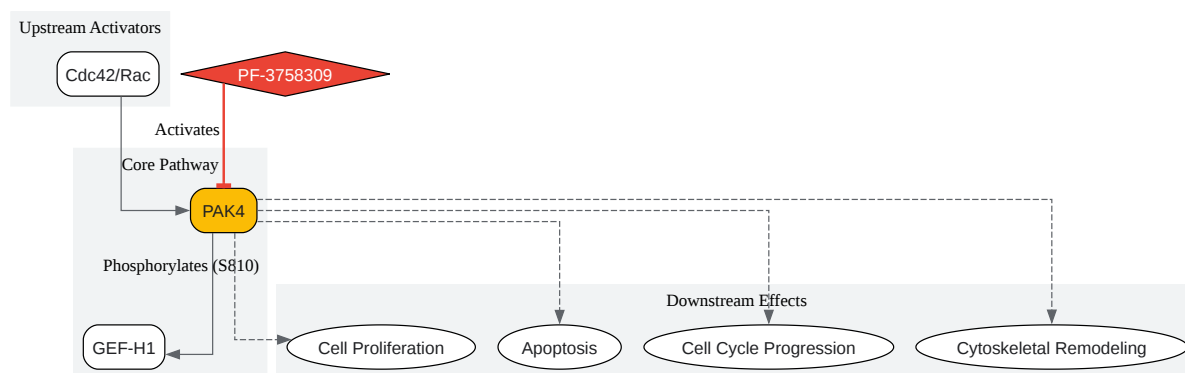 Upstream Activators
Cdc42/Rac
PF-3758309
Activates
Core Pathway
PAK4
Phosphorylates (S810)
Downstream Effects
GEF-H1
Cell Proliferation
Apoptosis
Cell Cycle Progression
Cytoskeletal Remodeling